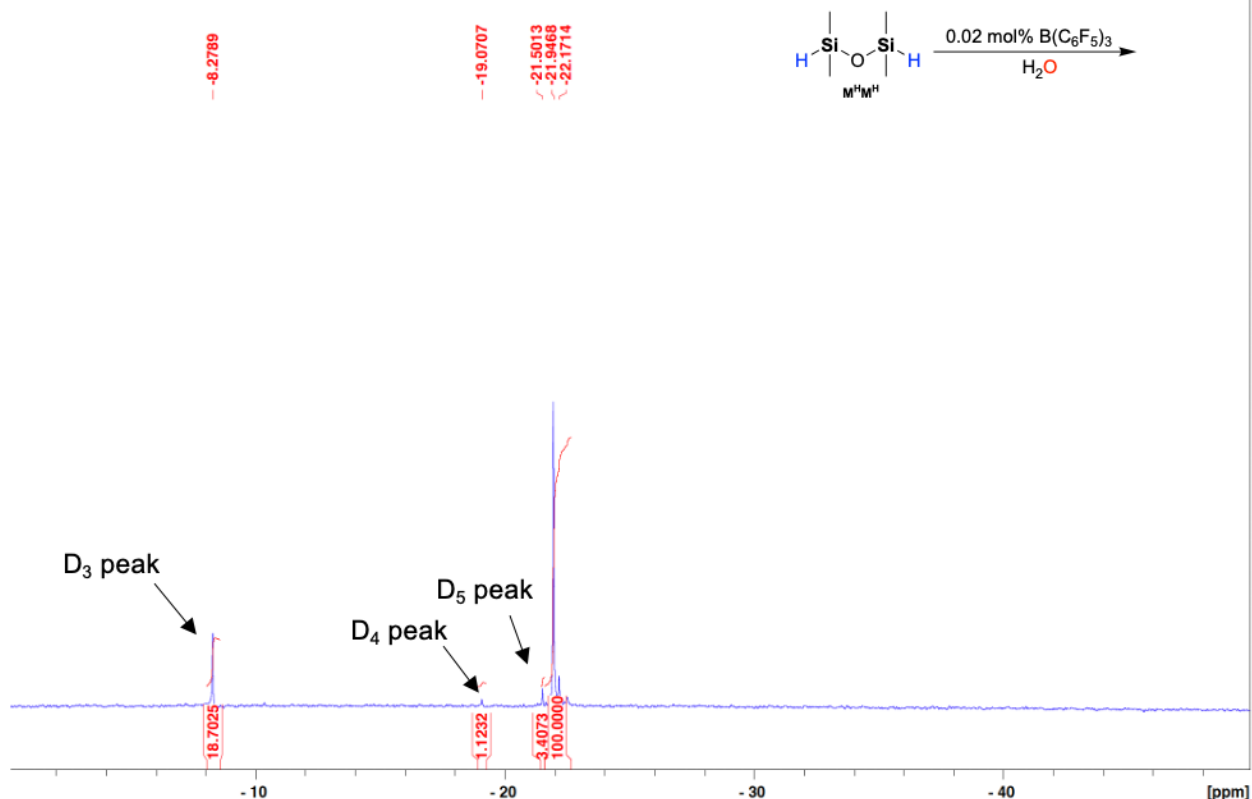 -8.2789
-19.0707
-21.5013
-21.9468
-22.1714
Si
Si
H
O
H
MᴴMᴴ
0.02 mol% B(C₆F₅)₃
H₂O
D₃ peak
D₄ peak
D₅ peak
18.7025
1.1232
3.4073
100.0000
- 10
- 20
- 30
- 40
[ppm]